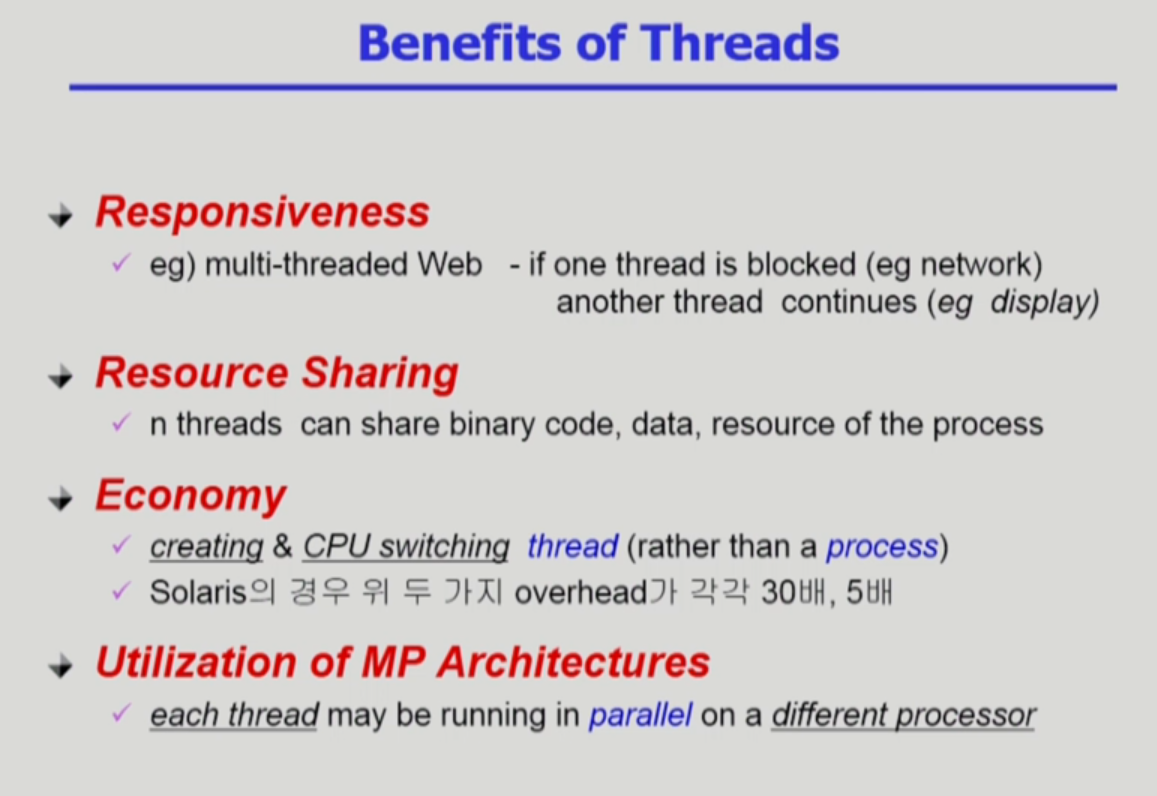 Benefits of Threads
Responsiveness
eg) multi-threaded Web - if one thread is blocked (eg network)
another thread continues (eg display)
Resource Sharing
n threads can share binary code, data, resource of the process
Economy
creating & CPU switching thread (rather than a process)
Solaris의 경우 위 두 가지 overhead가 각각 30배, 5배
Utilization of MP Architectures
each thread may be running in parallel on a different processor